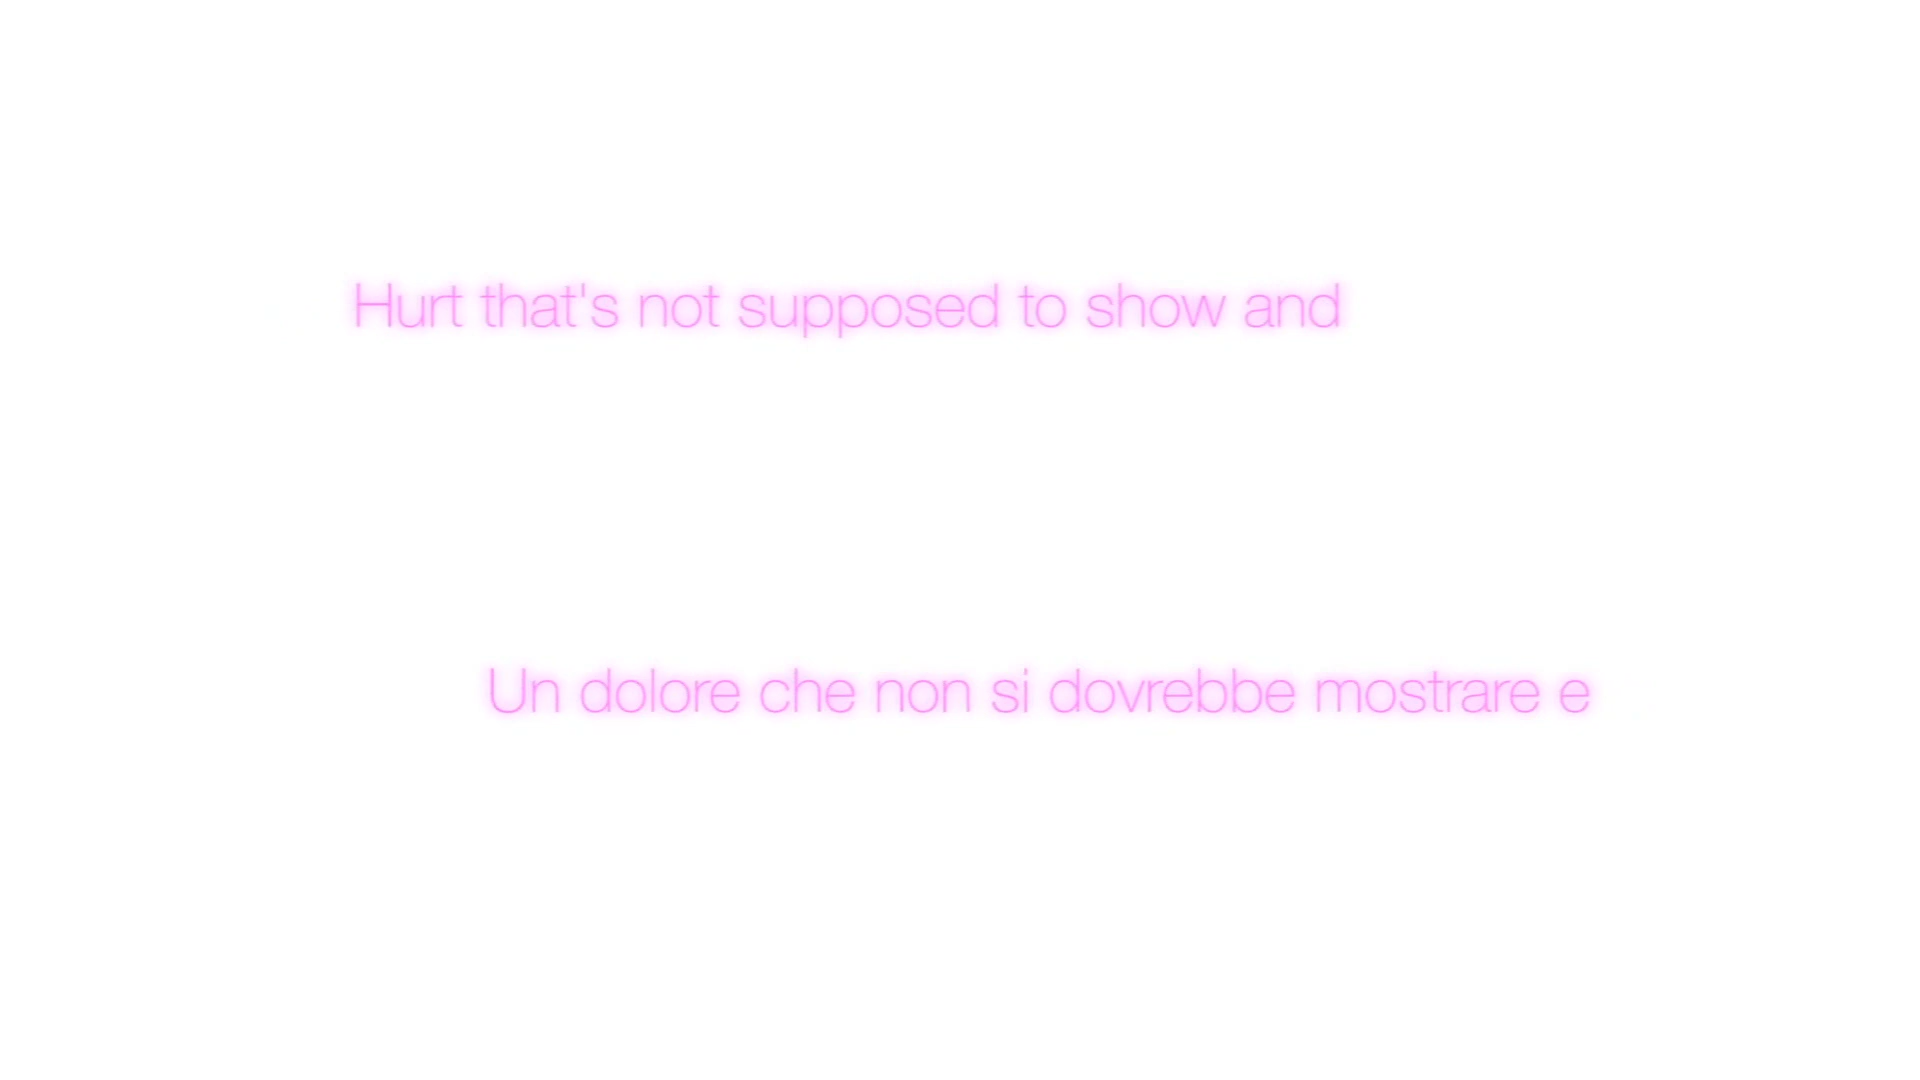 Hurt that's not supposed to show and
Un dolore che non si dovrebbe mostrare e